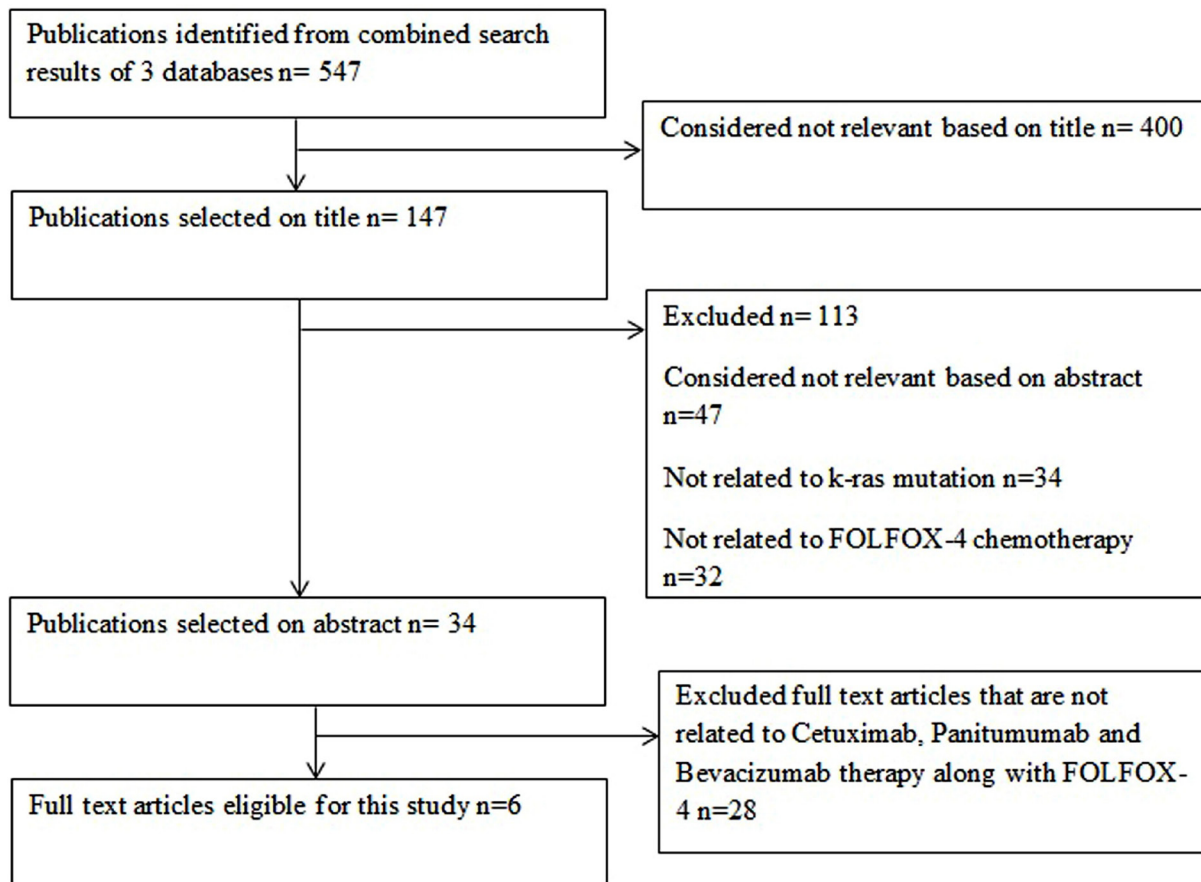 Publications identified from combined search
results of 3 databases n= 547
Considered not relevant based on title n= 400
Publications selected on title n= 147
Excluded n= 113
Considered not relevant based on abstract
n=47
Not related to k-ras mutation n=34
Not related to FOLFOX-4 chemotherapy
n=32
Publications selected on abstract n= 34
Excluded full text articles that are not
related to Cetuximab, Panitumumab and
Bevacizumab therapy along with FOLFOX-
4 n=28
Full text articles eligible for this study n=6